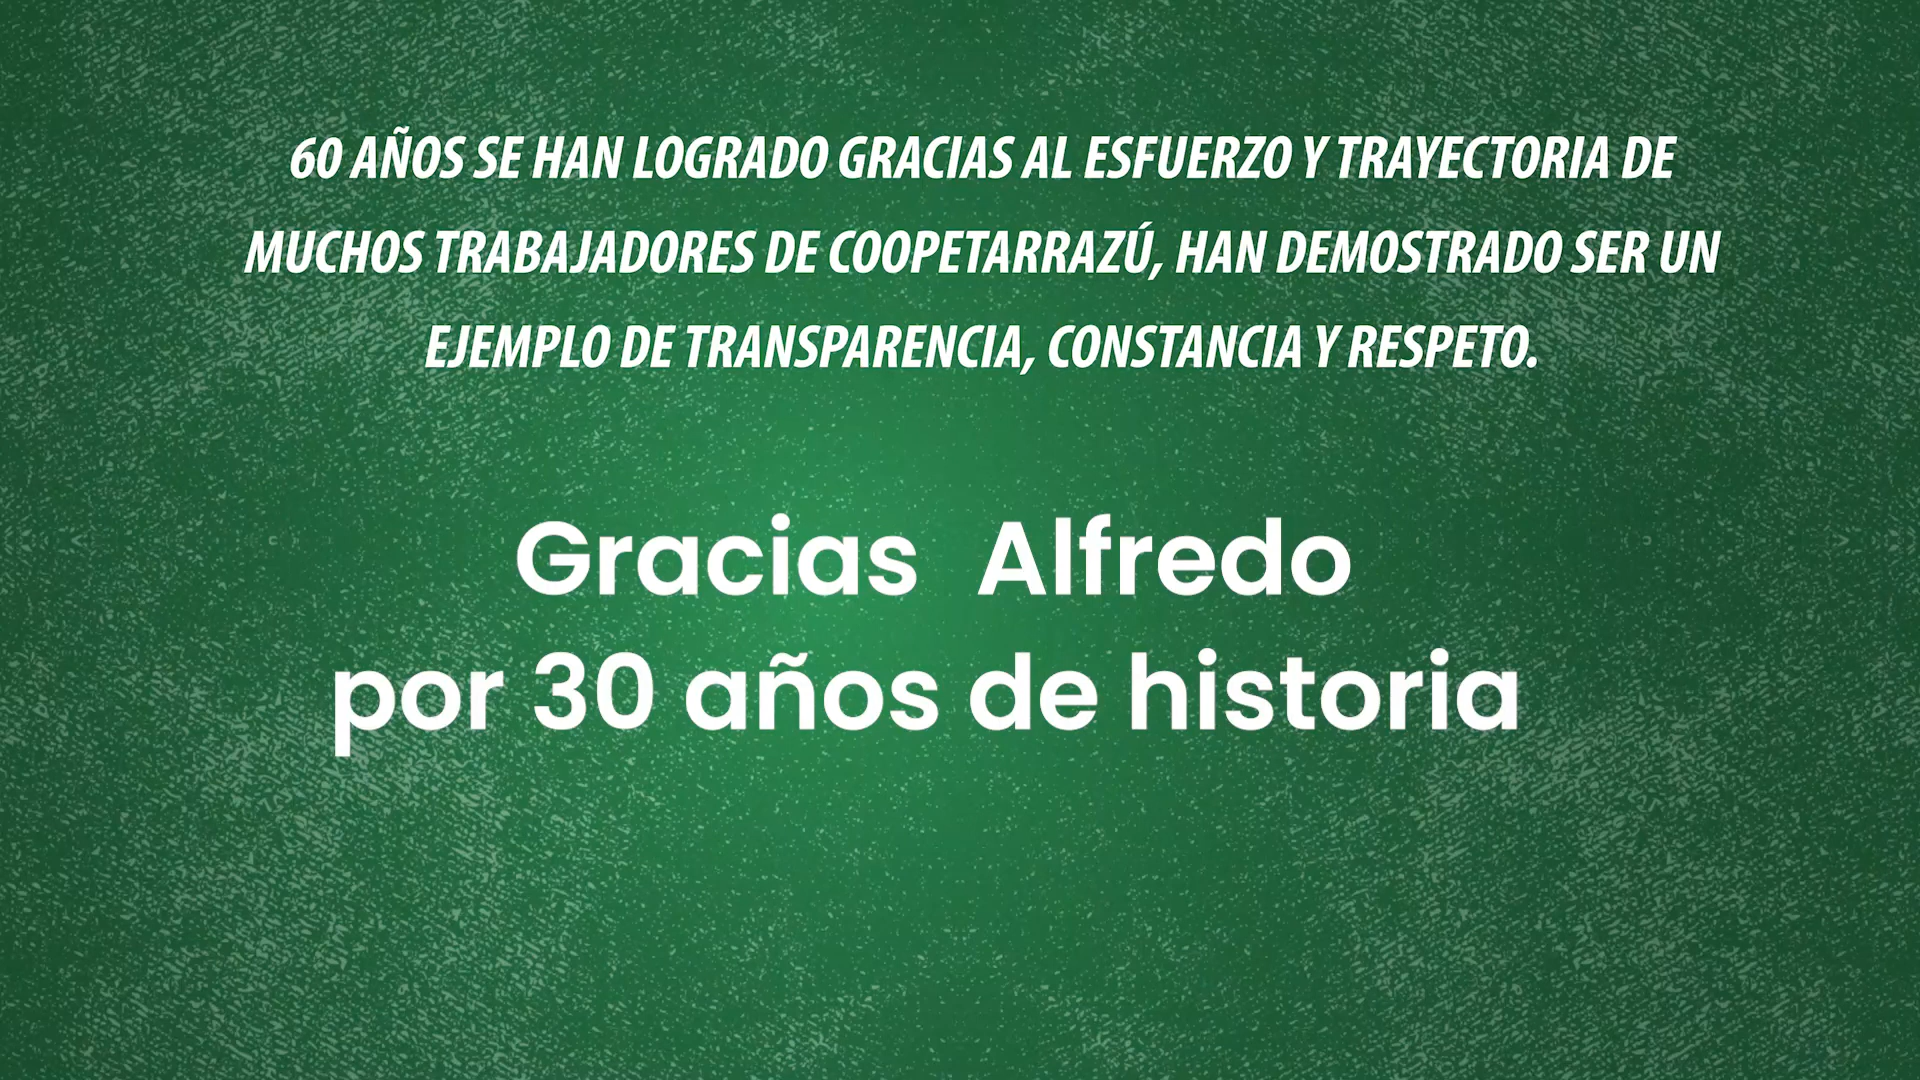 60 AÑOS SE HAN LOGRADO GRACIAS AL ESFUERZO Y TRAYECTORIA DE
MUCHOS TRABAJADORES DE COOPETARRAZÚ, HAN DEMOSTRADO SER UN
EJEMPLO DE TRANSPARENCIA, CONSTANCIA Y RESPETO.
Gracias Alfredo
por 30 años de historia